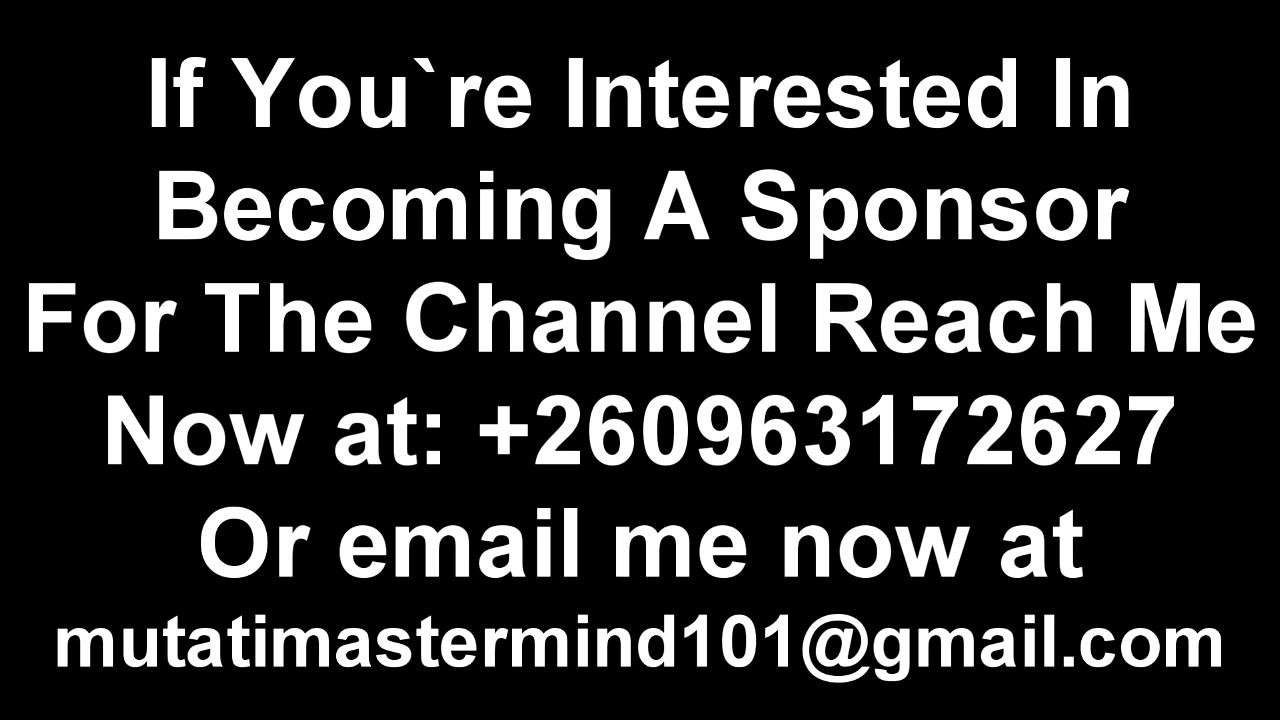 If You`re Interested In
Becoming A Sponsor
For The Channel Reach Me
Now at: +260963172627
Or email me now at
mutatimastermind101@gmail.com